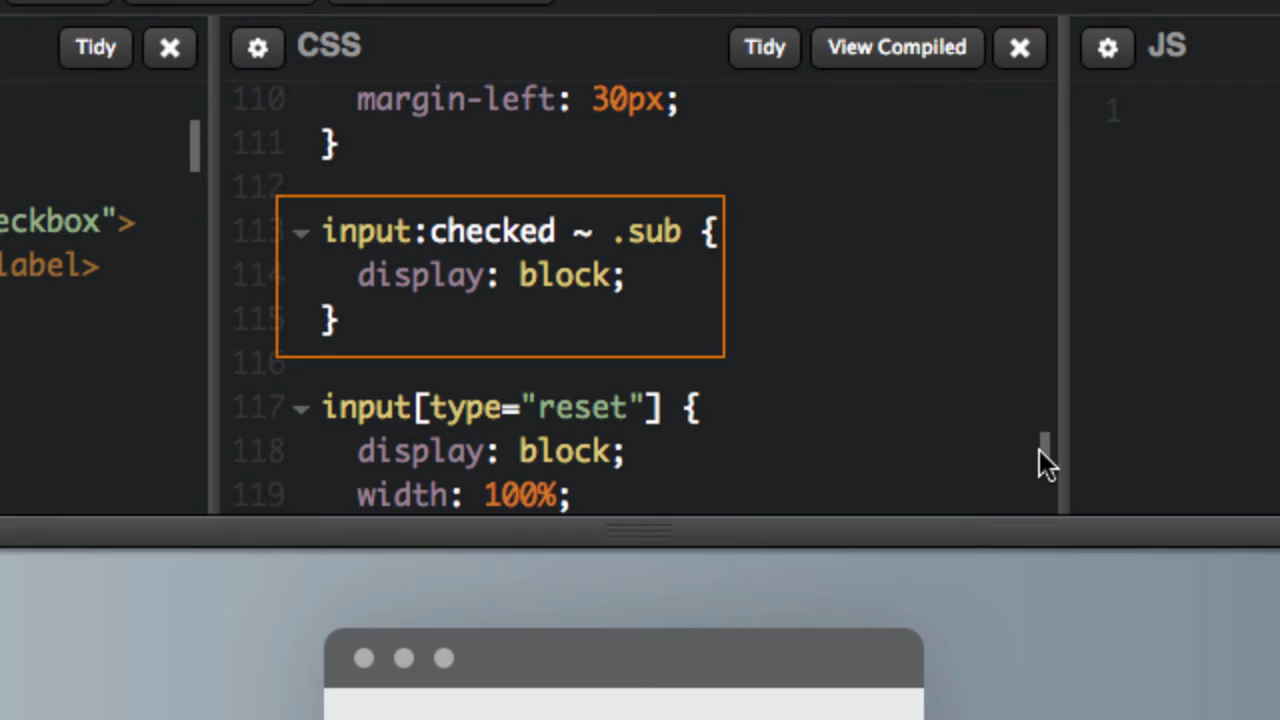 Tidy
CSS
Tidy
View Compiled
JS
eckbox">
label>
110 margin-left: 30px;
111 }
112
113 input:checked ~ .sub {
114 display: block;
115 }
116
117 input[type="reset"] {
118 display: block;
119 width: 100%;
1